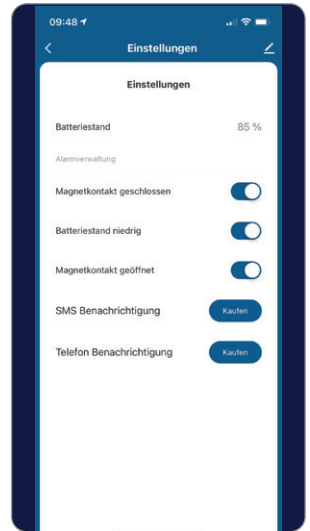 09:48
Einstellungen
Einstellungen
Batteriestand 85 %
Alarmverwaltung
Magnetkontakt geschlossen
Batteriestand niedrig
Magnetkontakt geöffnet
SMS Benachrichtigung Kaufen
Telefon Benachrichtigung Kaufen